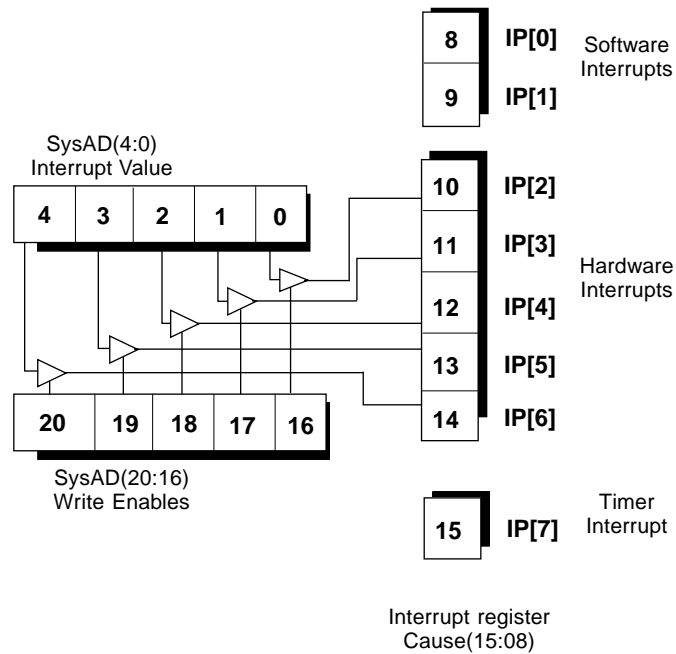 8 IP[0]
Software
Interrupts
9 IP[1]
SysAD(4:0)
Interrupt Value
4 3 2 1 0
10 IP[2]
11 IP[3]
Hardware
Interrupts
12 IP[4]
13 IP[5]
14 IP[6]
20 19 18 17 16
SysAD(20:16)
Write Enables
15 IP[7]
Timer
Interrupt
Interrupt register
Cause(15:08)